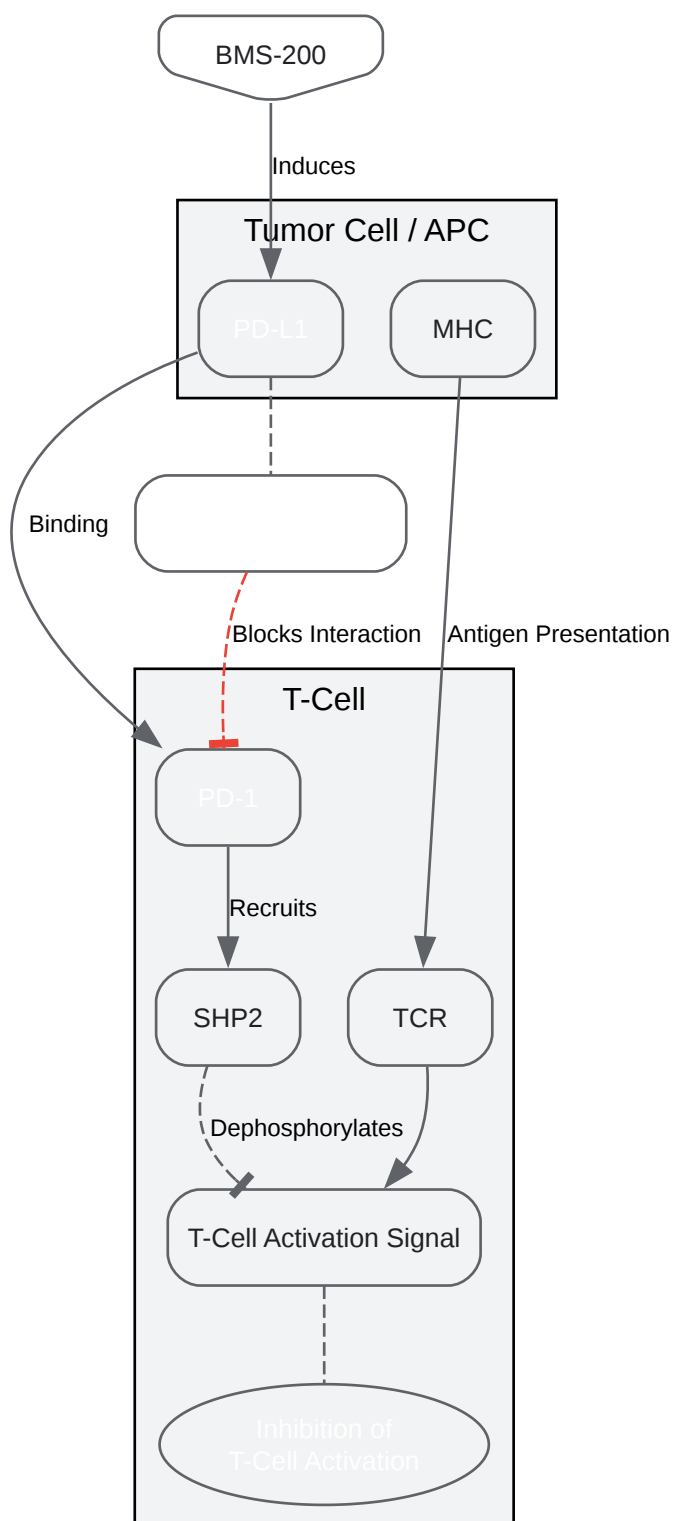 BMS-200
Induces
Tumor Cell / APC
PD-L1
MHC
Binding
Blocks Interaction
Antigen Presentation
T-Cell
PD-1
Recruits
SHP2
TCR
Dephosphorylates
T-Cell Activation Signal
Inhibition of
T-Cell Activation